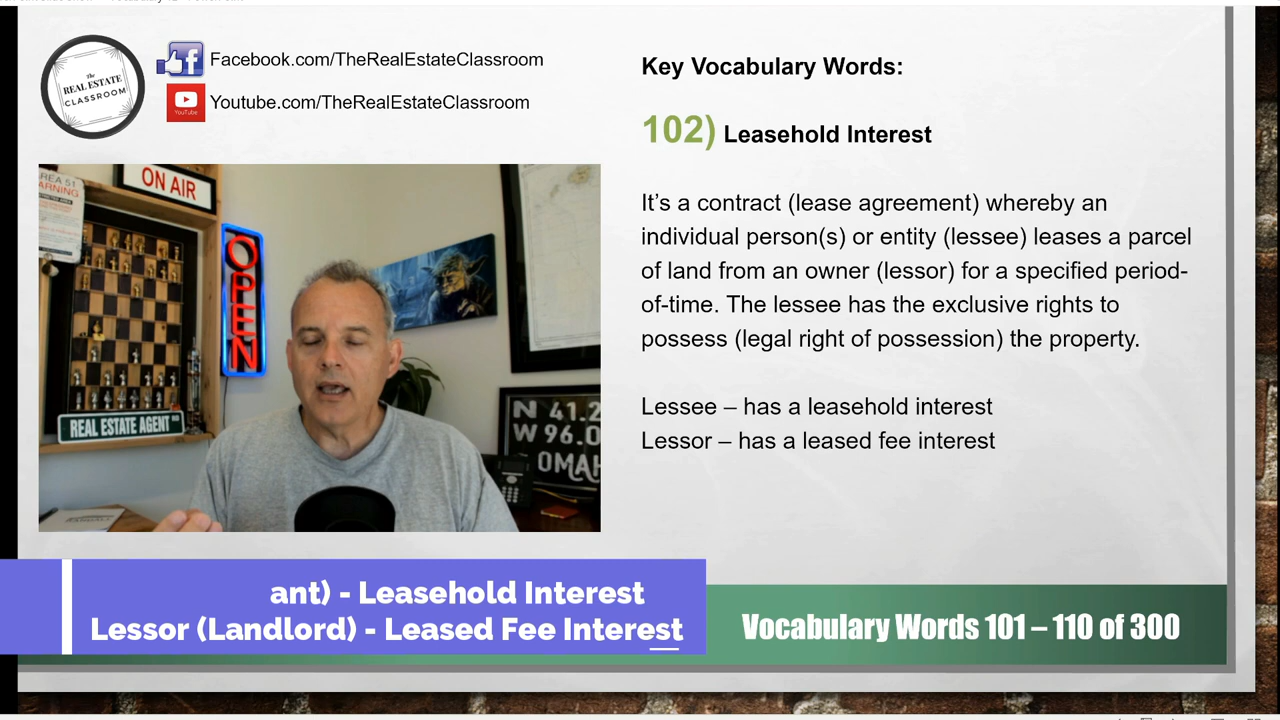 The
REAL ESTATE
CLASSROOM
Facebook.com/TheRealEstateClassroom
YouTube
Youtube.com/TheRealEstateClassroom
ON AIR
AREA 51
WARNING
OPEN
REAL ESTATE AGENT
N 41.2
W 96.0
OMAH
Key Vocabulary Words:
102) Leasehold Interest
It’s a contract (lease agreement) whereby an
individual person(s) or entity (lessee) leases a parcel
of land from an owner (lessor) for a specified period-
of-time. The lessee has the exclusive rights to
possess (legal right of possession) the property.
Lessee – has a leasehold interest
Lessor – has a leased fee interest
ant) - Leasehold Interest
Lessor (Landlord) - Leased Fee Interest
Vocabulary Words 101 – 110 of 300